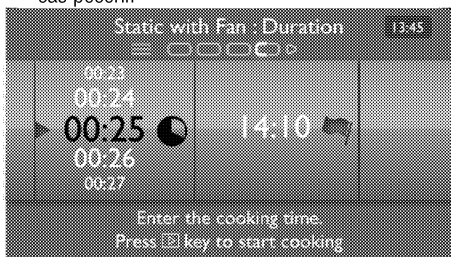 Static with Fan : Duration
13:45
00:23
00:24
00:25 14:10
00:26
00:27
Enter the cooking time.
Press key to start cooking